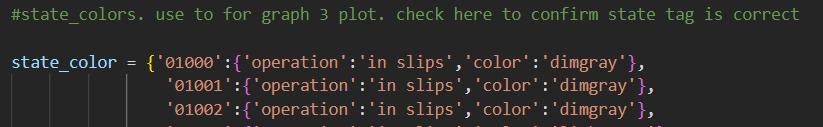 #state_colors. use to for graph 3 plot. check here to confirm state tag is correct
state_color = {'01000':{'operation':'in slips','color':'dimgray'},
'01001':{'operation':'in slips','color':'dimgray'},
'01002':{'operation':'in slips','color':'dimgray'},